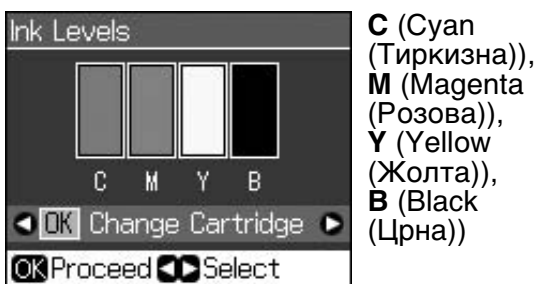 Ink Levels
C M Y B
OK Change Cartridge
OK Proceed Select
C (Cyan
(Тиркизна)),
M (Magenta
(Розова)),
Y (Yellow
(Жолта)),
B (Black
(Црна))